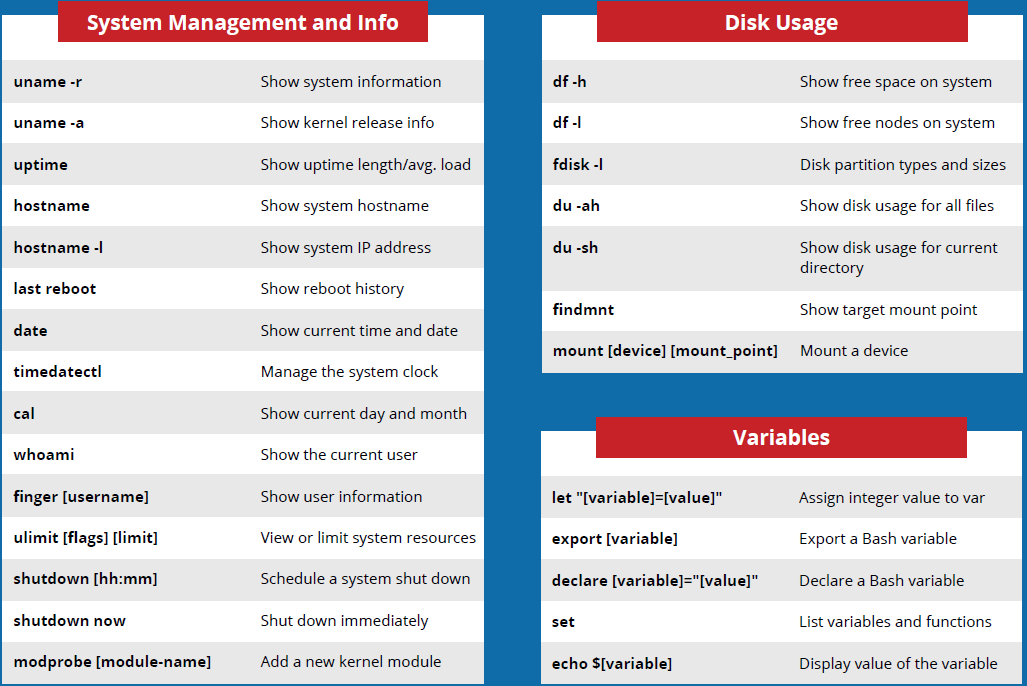 System Management and Info
uname -r Show system information
uname -a Show kernel release info
uptime Show uptime length/avg. load
hostname Show system hostname
hostname -l Show system IP address
last reboot Show reboot history
date Show current time and date
timedatectl Manage the system clock
cal Show current day and month
whoami Show the current user
finger [username] Show user information
ulimit [flags] [limit] View or limit system resources
shutdown [hh:mm] Schedule a system shut down
shutdown now Shut down immediately
modprobe [module-name] Add a new kernel module
Disk Usage
df -h Show free space on system
df -l Show free nodes on system
fdisk -l Disk partition types and sizes
du -ah Show disk usage for all files
du -sh Show disk usage for current
directory
findmnt Show target mount point
mount [device] [mount_point] Mount a device
Variables
let "[variable]=[value]" Assign integer value to var
export [variable] Export a Bash variable
declare [variable]="[value]" Declare a Bash variable
set List variables and functions
echo $[variable] Display value of the variable